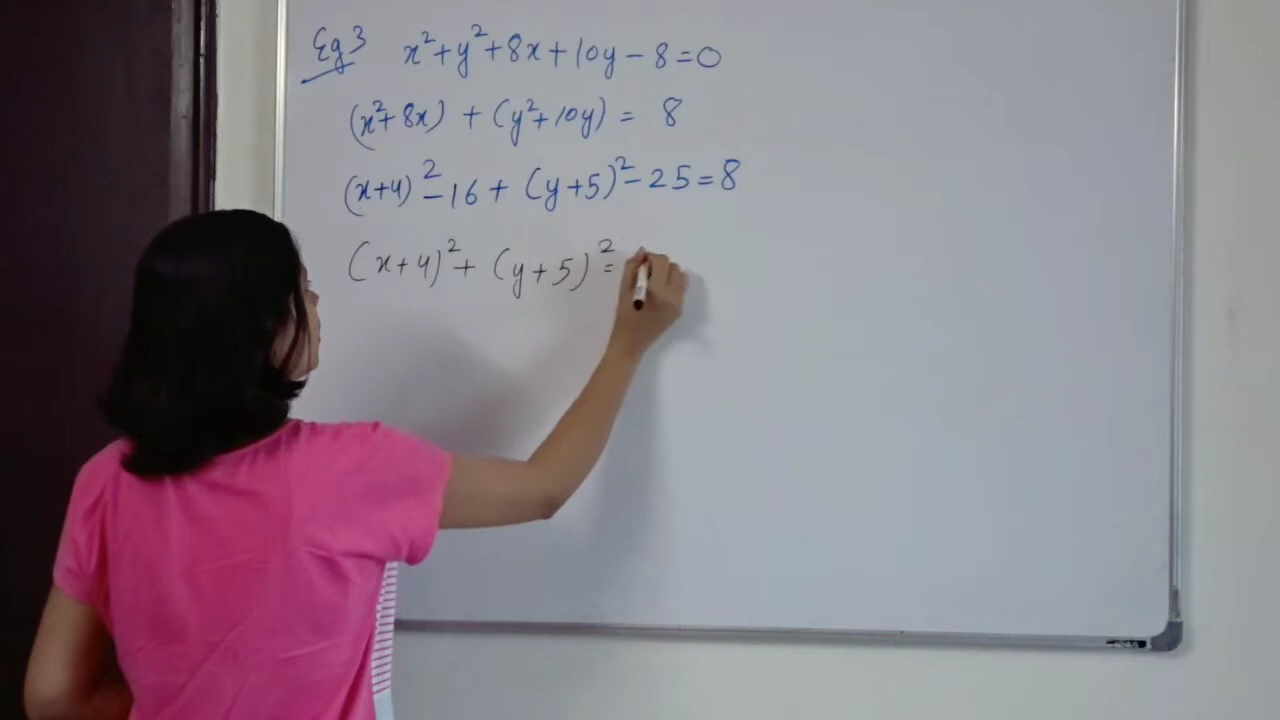 Eg 3 x²+y²+8x+10y-8=0
(x²+8x) + (y²+10y) = 8
(x+4)²-16 + (y+5)²-25=8
(x+4)²+ (y+5)²=